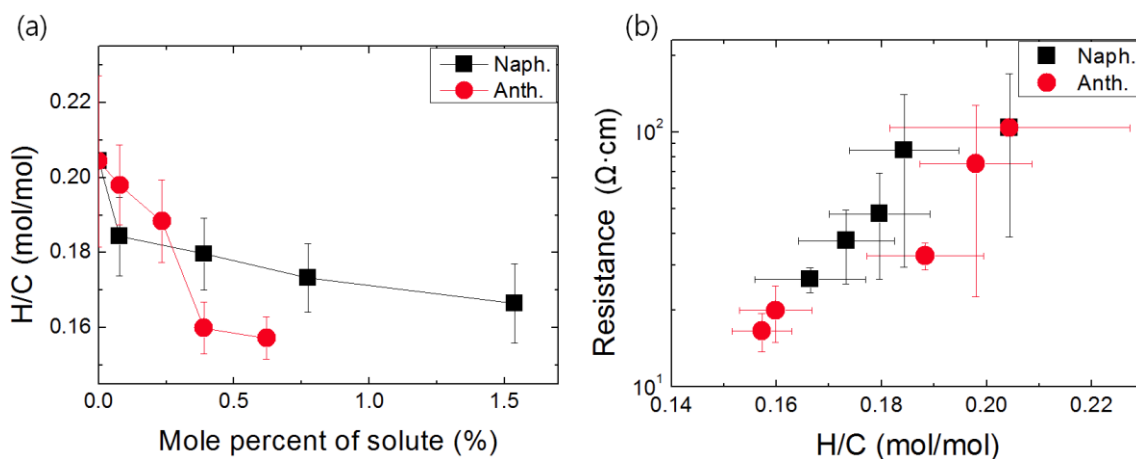 (a)
Naph.
Anth.
H/C (mol/mol)
0.22
0.20
0.18
0.16
0.0 0.5 1.0 1.5
Mole percent of solute (%)
(b)
Naph.
Anth.
Resistance (Ω·cm)
10²
10¹
0.14 0.16 0.18 0.20 0.22
H/C (mol/mol)